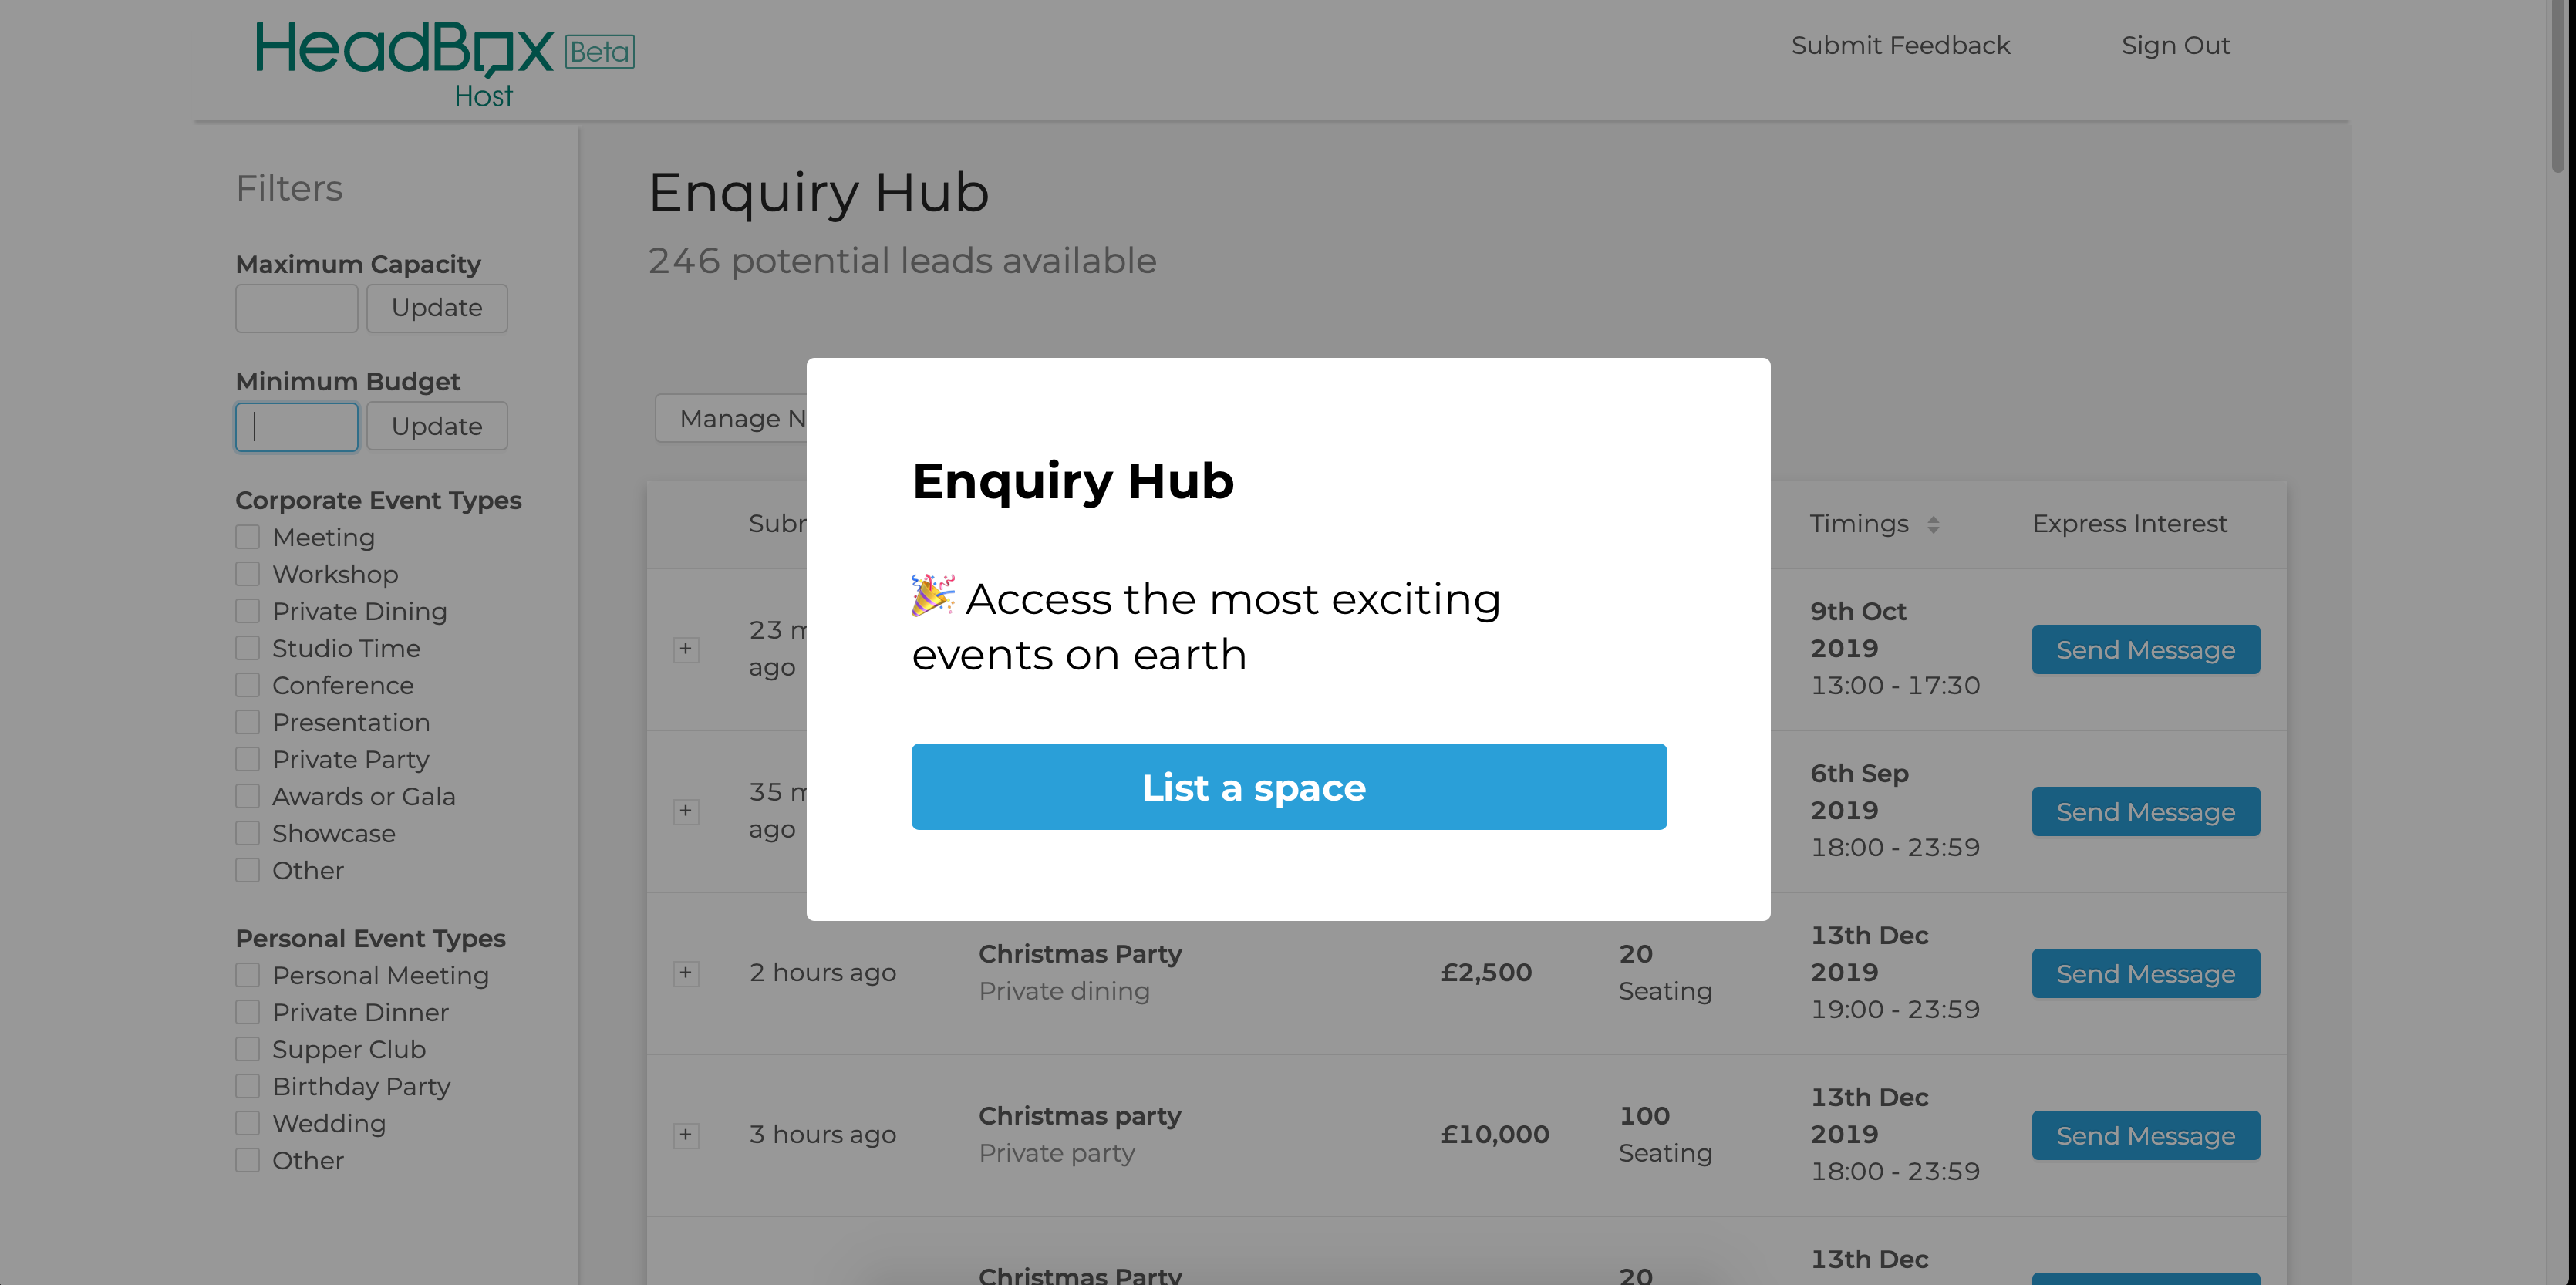 HeadBox Beta
Host
Submit Feedback
Sign Out
Filters
Maximum Capacity
Update
Minimum Budget
Update
Corporate Event Types
Meeting
Workshop
Private Dining
Studio Time
Conference
Presentation
Private Party
Awards or Gala
Showcase
Other
Personal Event Types
Personal Meeting
Private Dinner
Supper Club
Birthday Party
Wedding
Other
Enquiry Hub
246 potential leads available
Manage N
Enquiry Hub
🎉 Access the most exciting
events on earth
List a space
Timings
Express Interest
23 m
ago
9th Oct
2019
13:00 - 17:30
Send Message
35 m
ago
6th Sep
2019
18:00 - 23:59
Send Message
2 hours ago
Christmas Party
Private dining
£2,500
20
Seating
13th Dec
2019
19:00 - 23:59
Send Message
3 hours ago
Christmas party
Private party
£10,000
100
Seating
13th Dec
2019
18:00 - 23:59
Send Message
Christmas Party
20
13th Dec